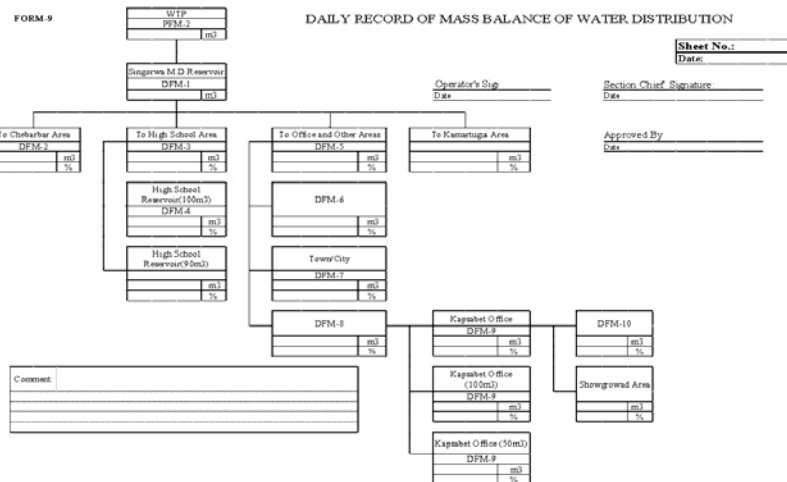 FORM-9
DAILY RECORD OF MASS BALANCE OF WATER DISTRIBUTION
WTP
PFM-2
m3
Sheet No.:
Date:
Singorwa M.D Reservoir
DFM-1
m3
Operator's Sign
Date
Section Chief Signature
Date
To Chebarbar Area
DFM-2
m3
%
To High School Area
DFM-3
m3
%
To Office and Other Areas
DFM-5
m3
%
To Kamartugui Area
m3
%
Approved By
Date
High School
Reservoir(100m3)
DFM-4
m3
%
DFM-6
m3
%
High School
Reservoir(90m3)
m3
%
Town/City
DFM-7
m3
%
DFM-8
m3
%
Kapsabet Office
DFM-9
m3
%
DFM-10
m3
%
Comment:
Kapsabet Office
(100m3)
DFM-9
m3
%
Showgrowad Area
m3
%
Kapsabet Office (50m3)
DFM-9
m3
%